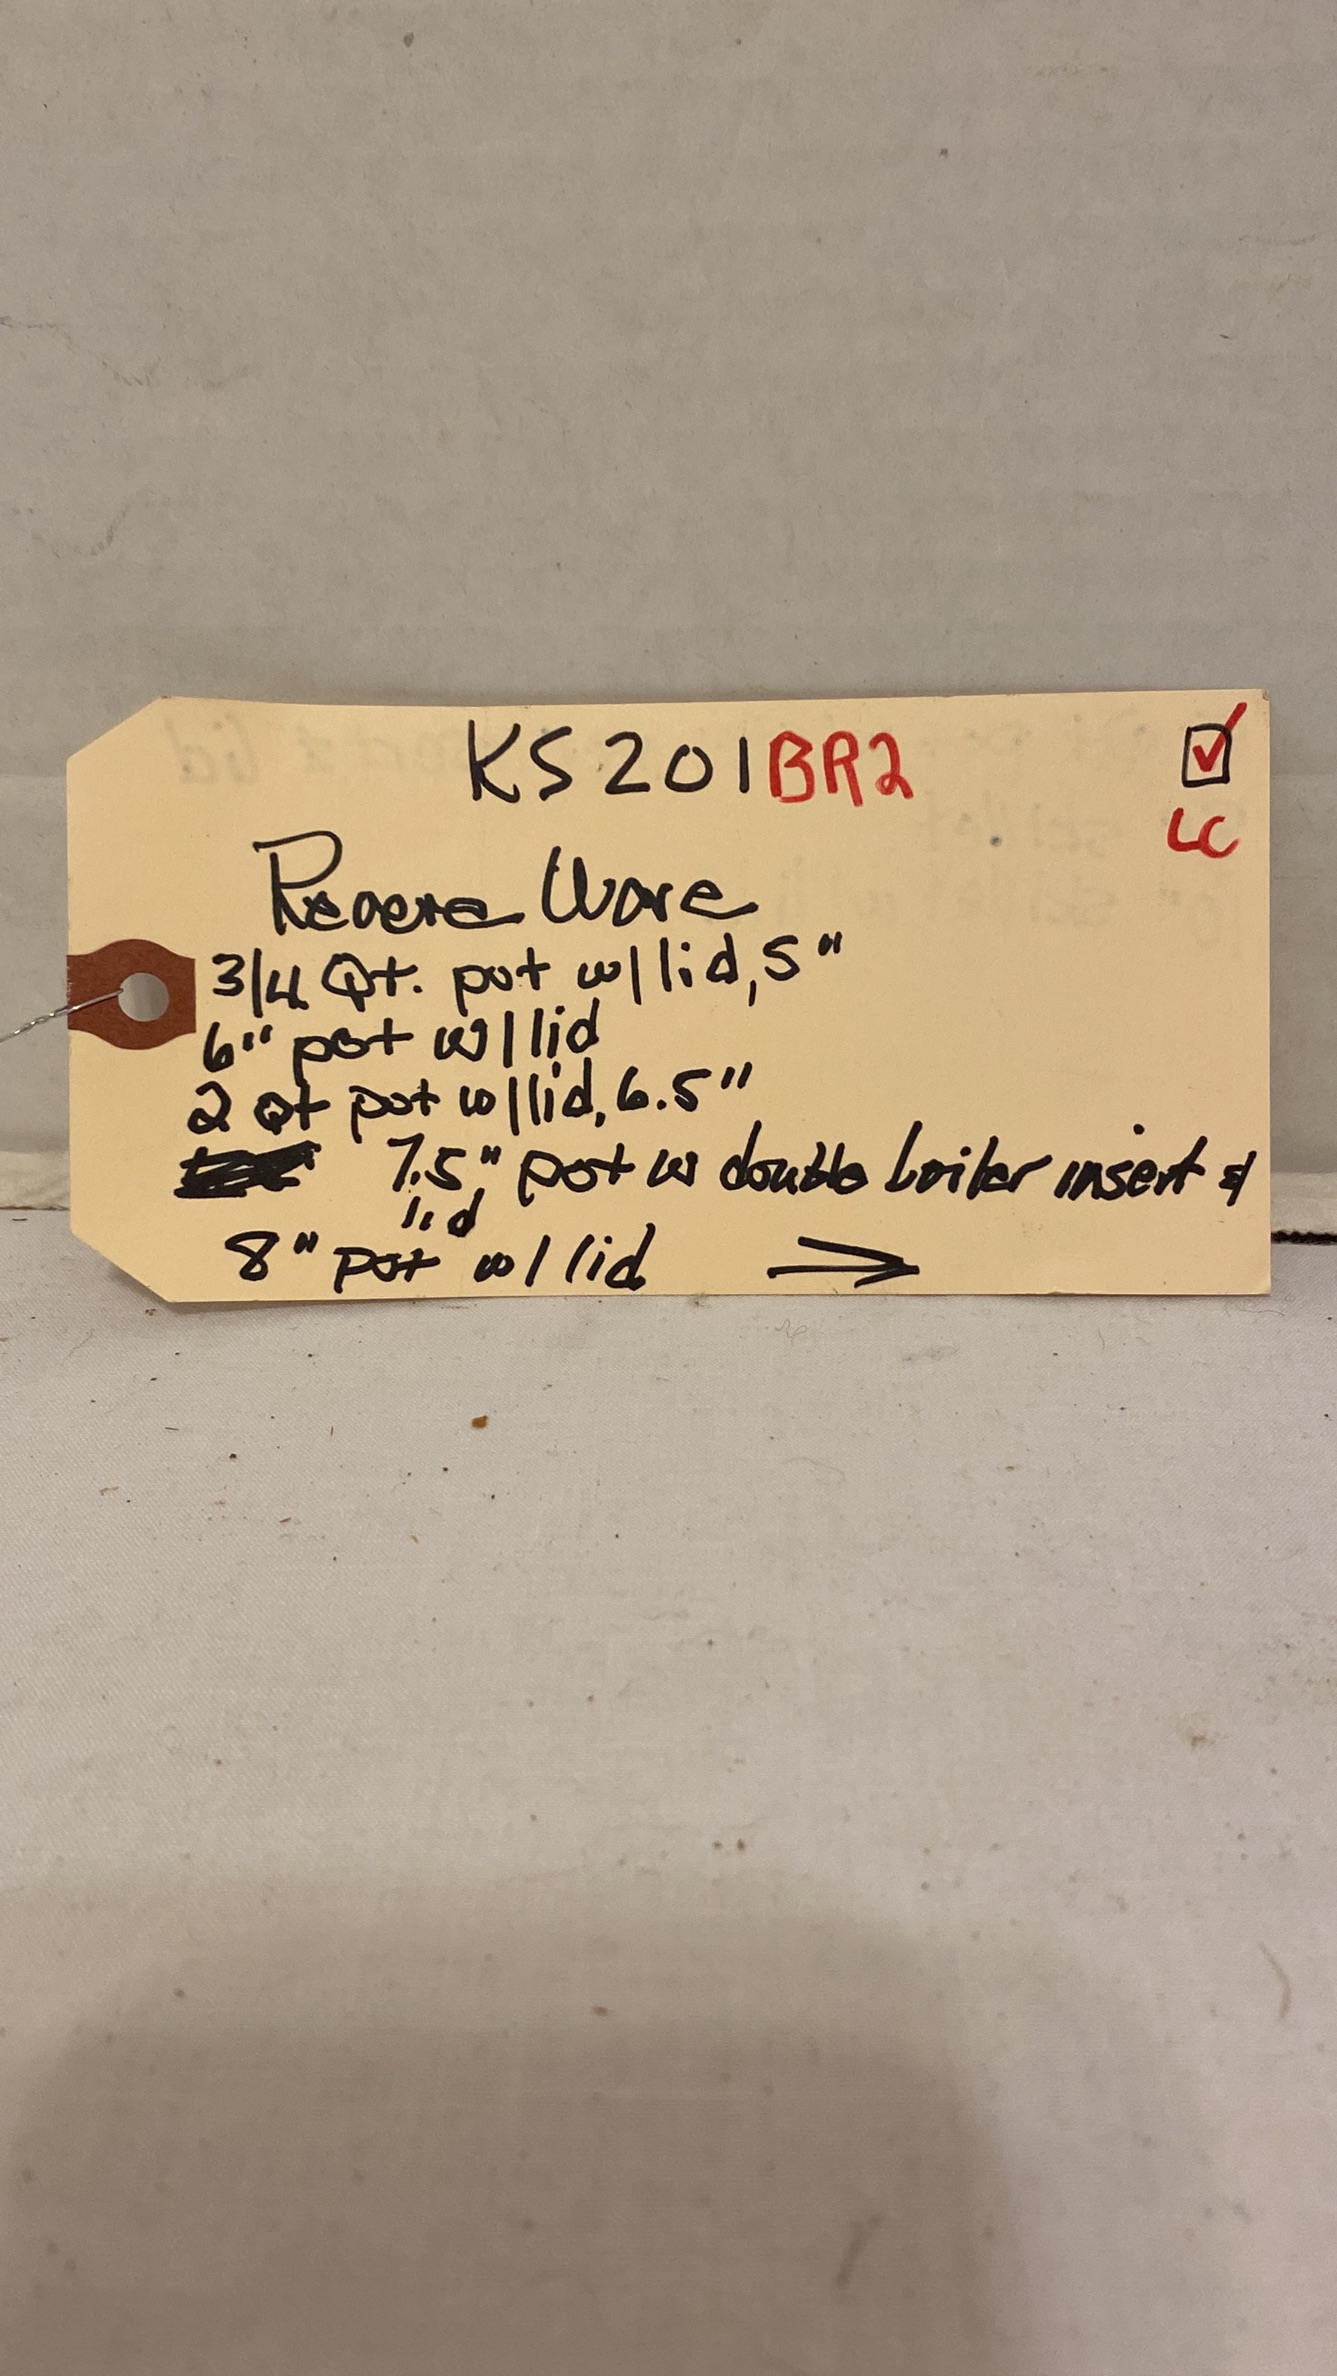 KS201BR2 ☑
LC
Revere Ware
3/4 Qt. pot w/ lid, 5"
6" pot w/ lid
2 Qt pot w/lid, 6.5"
7.5" pot w double boiler insert &
lid
8" pot w/ lid →